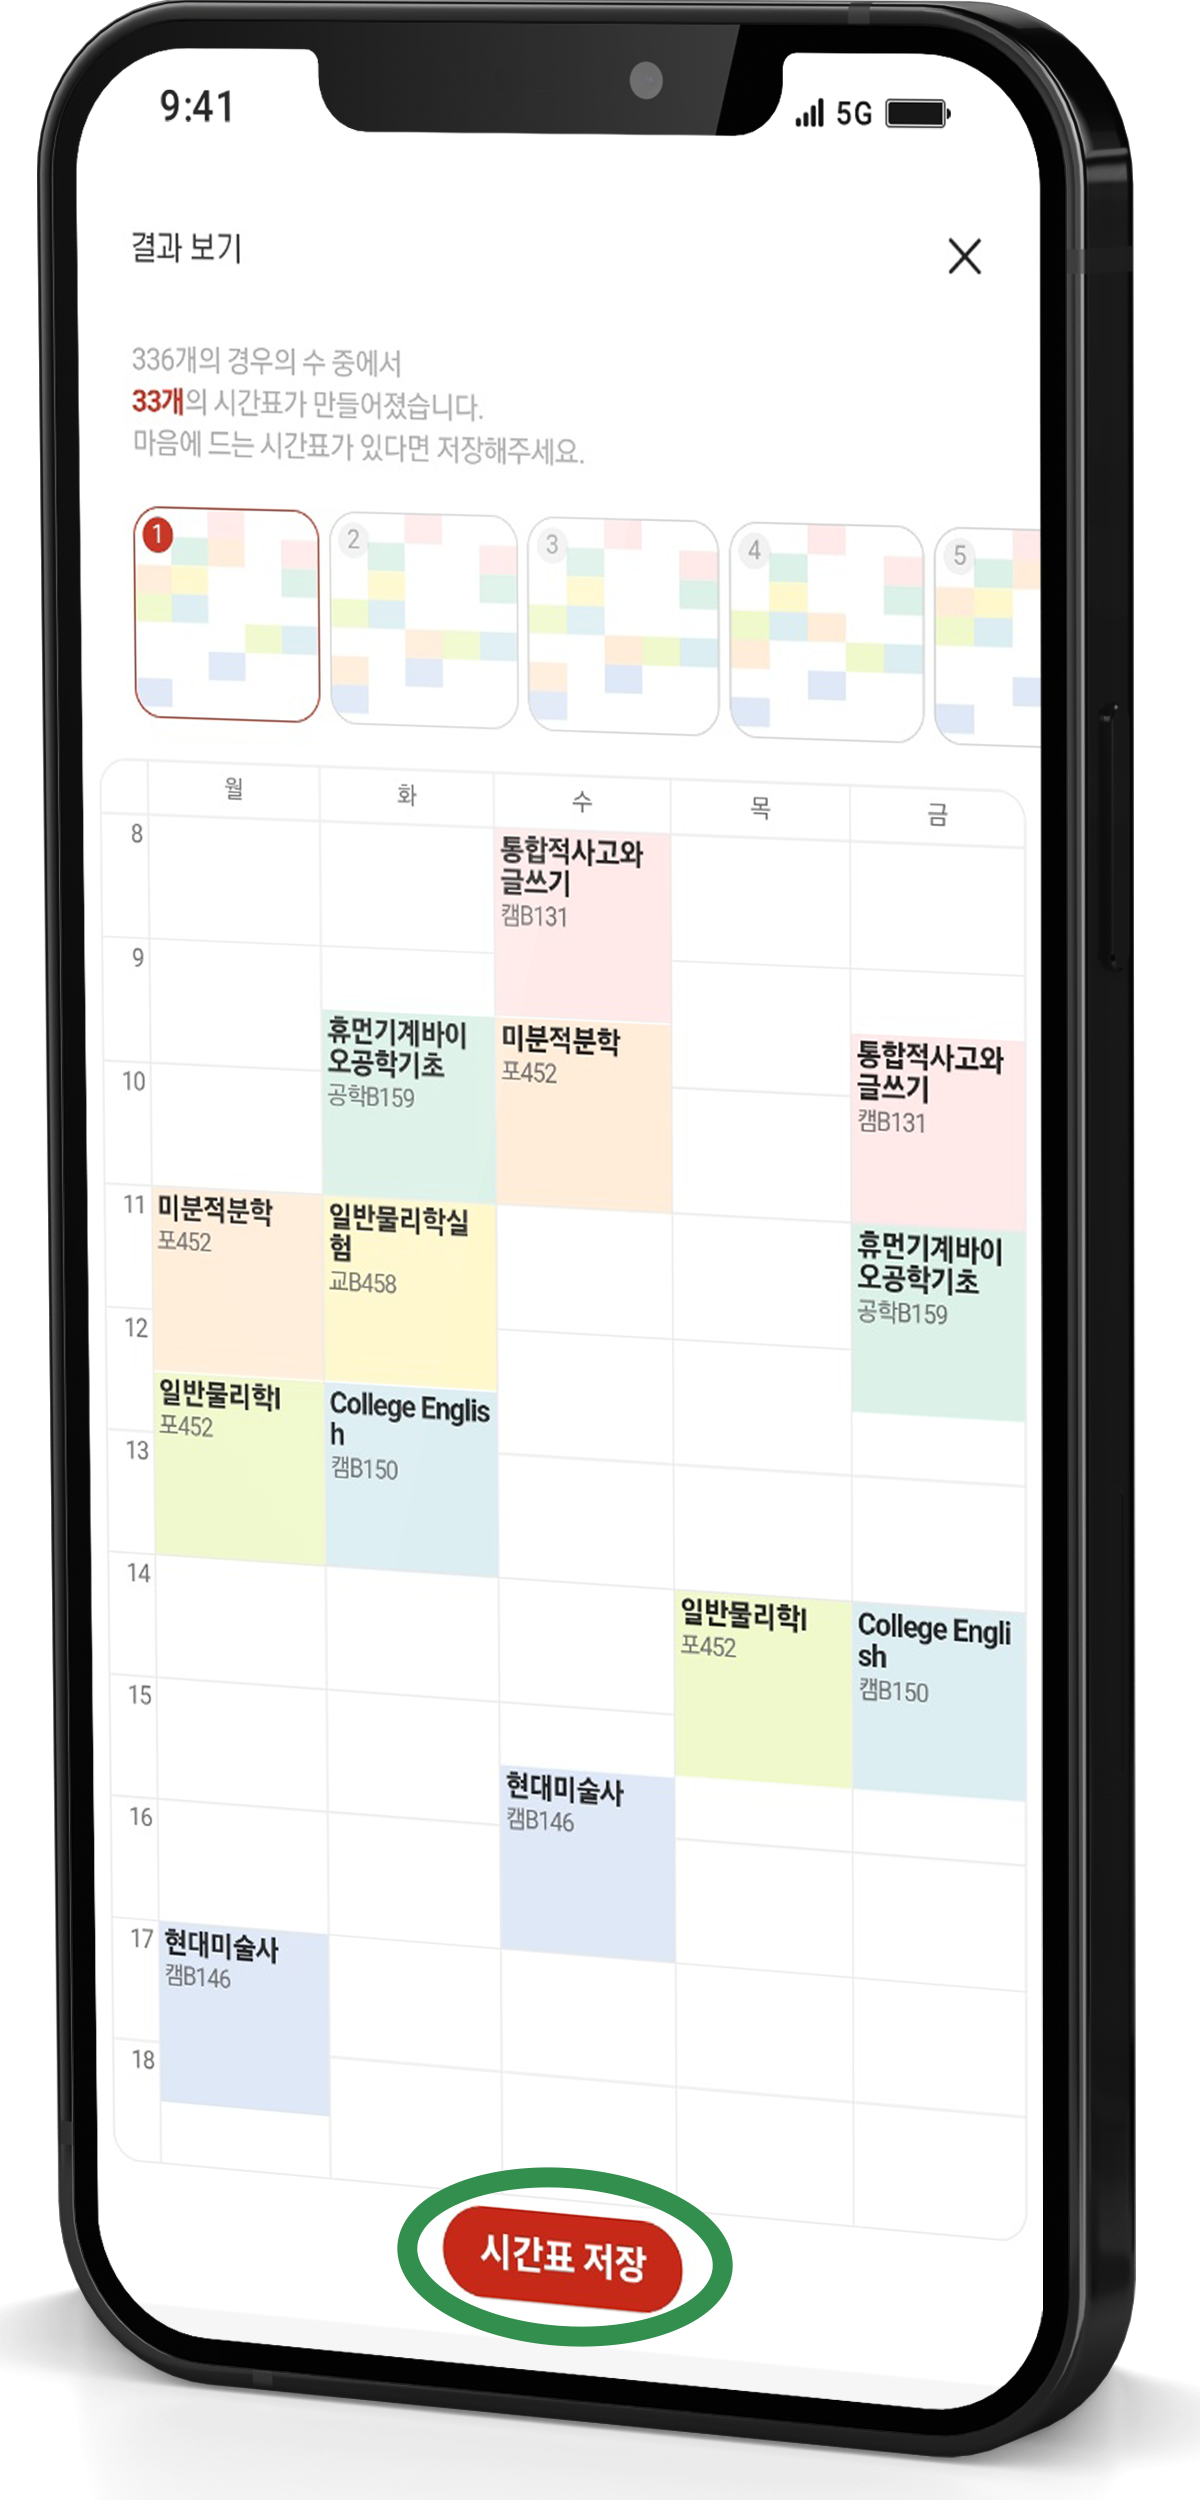 9:41
5G
결과 보기
336개의 경우의 수 중에서
33개의 시간표가 만들어졌습니다.
마음에 드는 시간표가 있다면 저장해주세요.
1
2
3
4
5
월
화
수
목
금
8
통합적사고와
글쓰기
캠B131
9
휴먼기계바이
오공학기초
공학B159
미분적분학
포452
통합적사고와
글쓰기
캠B131
10
11
미분적분학
포452
일반물리학실
험
교B458
휴먼기계바이
오공학기초
공학B159
12
일반물리학I
포452
College Englis
h
캠B150
13
14
일반물리학I
포452
College Engli
sh
캠B150
15
현대미술사
캠B146
16
17
현대미술사
캠B146
18
시간표 저장